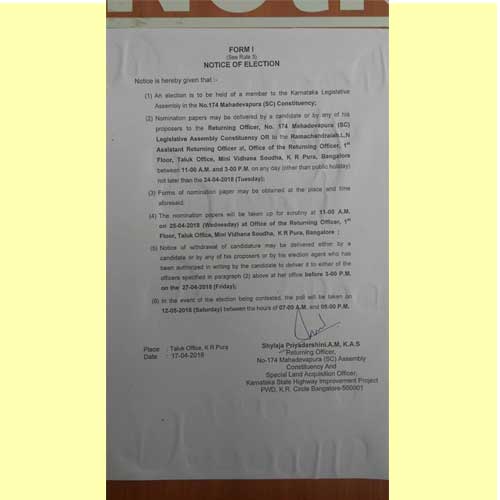 FORM I
(See Rule 3)
NOTICE OF ELECTION
Notice is hereby given that :-
(1) An election is to be held of a member to the Karnataka Legislative
Assembly in the No.174 Mahadevapura (SC) Constituency;
(2) Nomination papers may be delivered by a candidate or by any of his
proposers to the Returning Officer, No. 174 Mahadevapura (SC)
Legislative Assembly Constituency OR to the Ramachandraiah.L.N
Assistant Returning Officer at, Office of the Returning Officer, 1st
Floor, Taluk Office, Mini Vidhana Soudha, K R Pura, Bangalore
between 11-00 A.M. and 3-00 P.M. on any day (other than public holiday)
not later than the 24-04-2018 (Tuesday);
(3) Forms of nomination paper may be obtained at the place and time
aforesaid.
(4) The nomination papers will be taken up for scrutiny at 11-00 A.M.
on 25-04-2018 (Wednesday) at Office of the Returning Officer, 1st
Floor, Taluk Office, Mini Vidhana Soudha, K R Pura, Bangalore ;
(5) Notice of withdrawal of candidature may be delivered either by a
candidate or by any of his proposers or by his election agent who has
been authorized in writing by the candidate to deliver it to either of the
officers specified in paragraph (2) above at her office before 3-00 P.M.
on the 27-04-2018 (Friday);
(6) In the event of the election being contested, the poll will be taken on
12-05-2018 (Saturday) between the hours of 07-00 A.M. and 06-00 P.M.
Shylaja Priyadarshini.A.M, K.A.S
Place : Taluk Office, K R Pura
Returning Officer,
Date : 17-04-2018
No-174 Mahadevapura (SC) Assembly
Constituency And
Special Land Acquisition Officer,
Karnataka State Highway Improvement Project
PWD, K.R. Circle Bangalore-560001